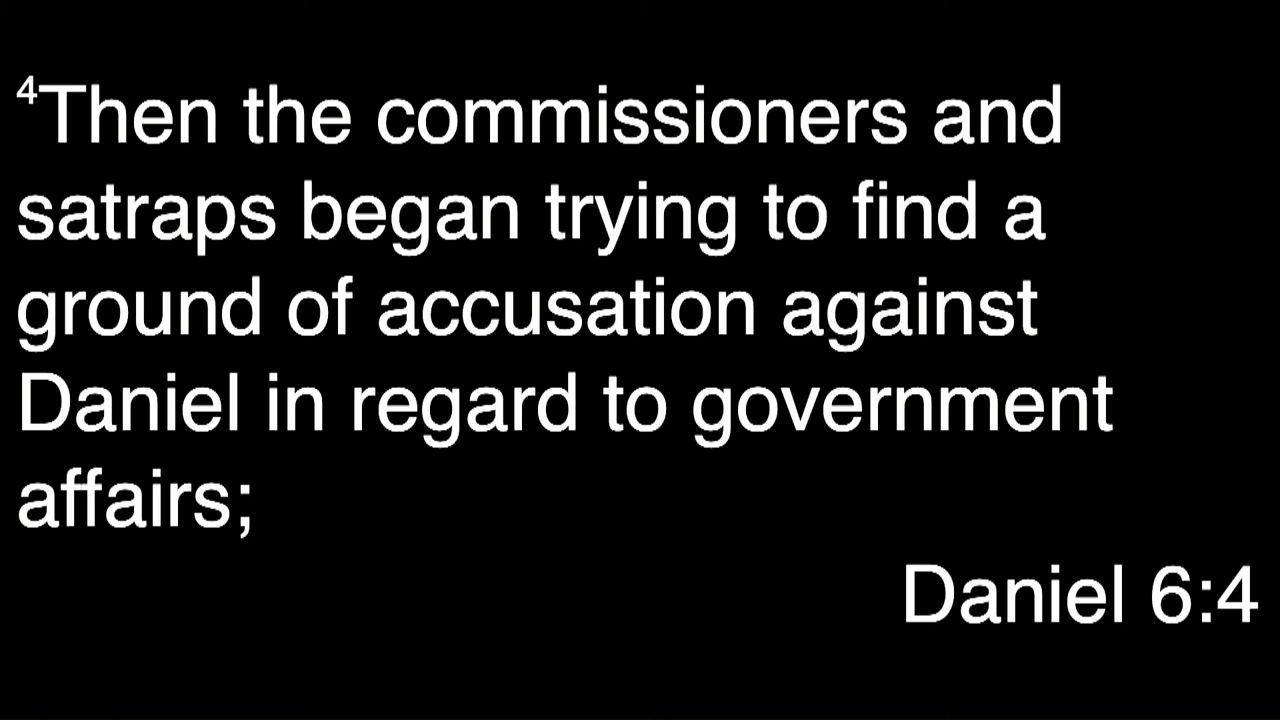 ⁴Then the commissioners and
satraps began trying to find a
ground of accusation against
Daniel in regard to government
affairs;
Daniel 6:4